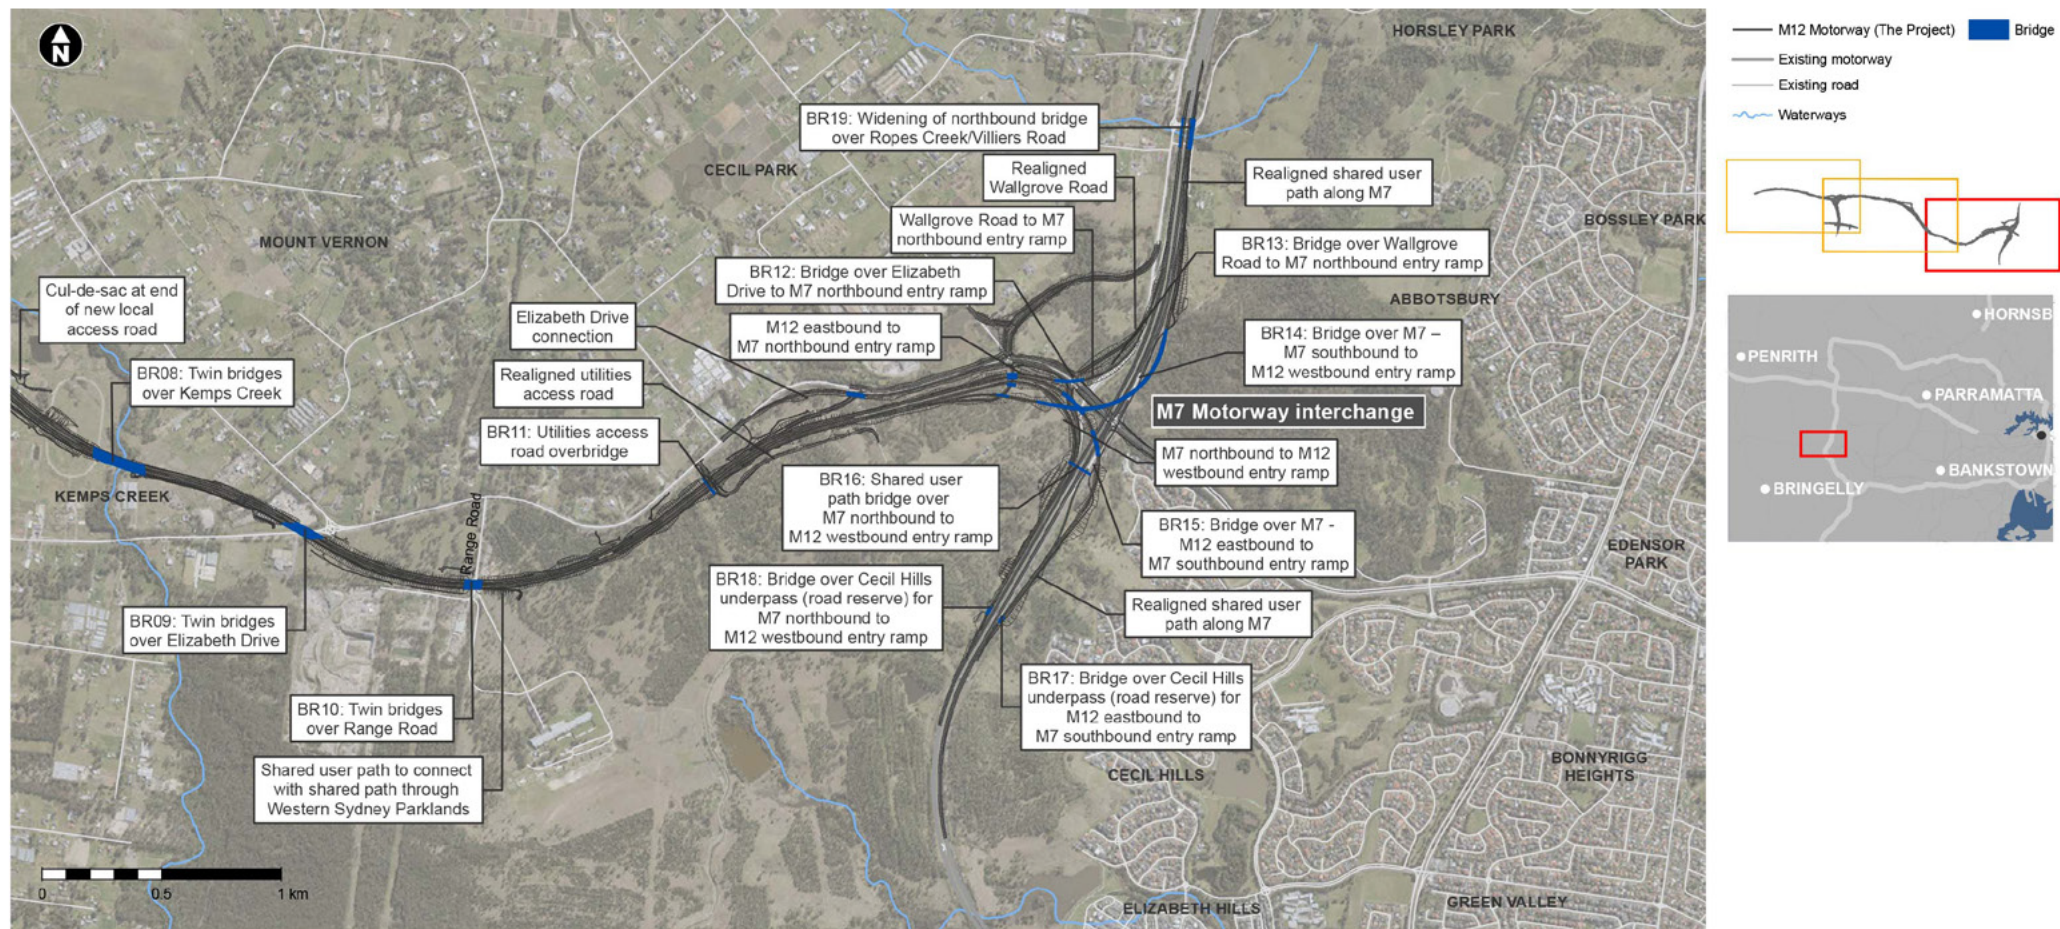 N
HORSLEY PARK
BR19: Widening of northbound bridge
over Ropes Creek/Villiers Road
CECIL PARK
Realigned
Wallgrove Road
Realigned shared user
path along M7
BOSSLEY PARK
MOUNT VERNON
Wallgrove Road to M7
northbound entry ramp
BR13: Bridge over Wallgrove
Road to M7 northbound entry ramp
BR12: Bridge over Elizabeth
Drive to M7 northbound entry ramp
ABBOTSBURY
Cul-de-sac at end
of new local
access road
Elizabeth Drive
connection
M12 eastbound to
M7 northbound entry ramp
BR14: Bridge over M7 –
M7 southbound to
M12 westbound entry ramp
BR08: Twin bridges
over Kemps Creek
Realigned utilities
access road
M7 Motorway interchange
BR11: Utilities access
road overbridge
M7 northbound to M12
westbound entry ramp
BR16: Shared user
path bridge over
M7 northbound to
M12 westbound entry ramp
KEMPS CREEK
Range Road
BR15: Bridge over M7 -
M12 eastbound to
M7 southbound entry ramp
EDENSOR
PARK
BR18: Bridge over Cecil Hills
underpass (road reserve) for
M7 northbound to
M12 westbound entry ramp
BR09: Twin bridges
over Elizabeth Drive
Realigned shared user
path along M7
BR17: Bridge over Cecil Hills
underpass (road reserve) for
M12 eastbound to
M7 southbound entry ramp
BR10: Twin bridges
over Range Road
Shared user path to connect
with shared path through
Western Sydney Parklands
CECIL HILLS
BONNYRIGG
HEIGHTS
0 0.5 1 km
ELIZABETH HILLS
GREEN VALLEY
M12 Motorway (The Project)
Bridge
Existing motorway
Existing road
Waterways
HORNSB
PENRITH
PARRAMATTA
BANKSTOWN
BRINGELLY